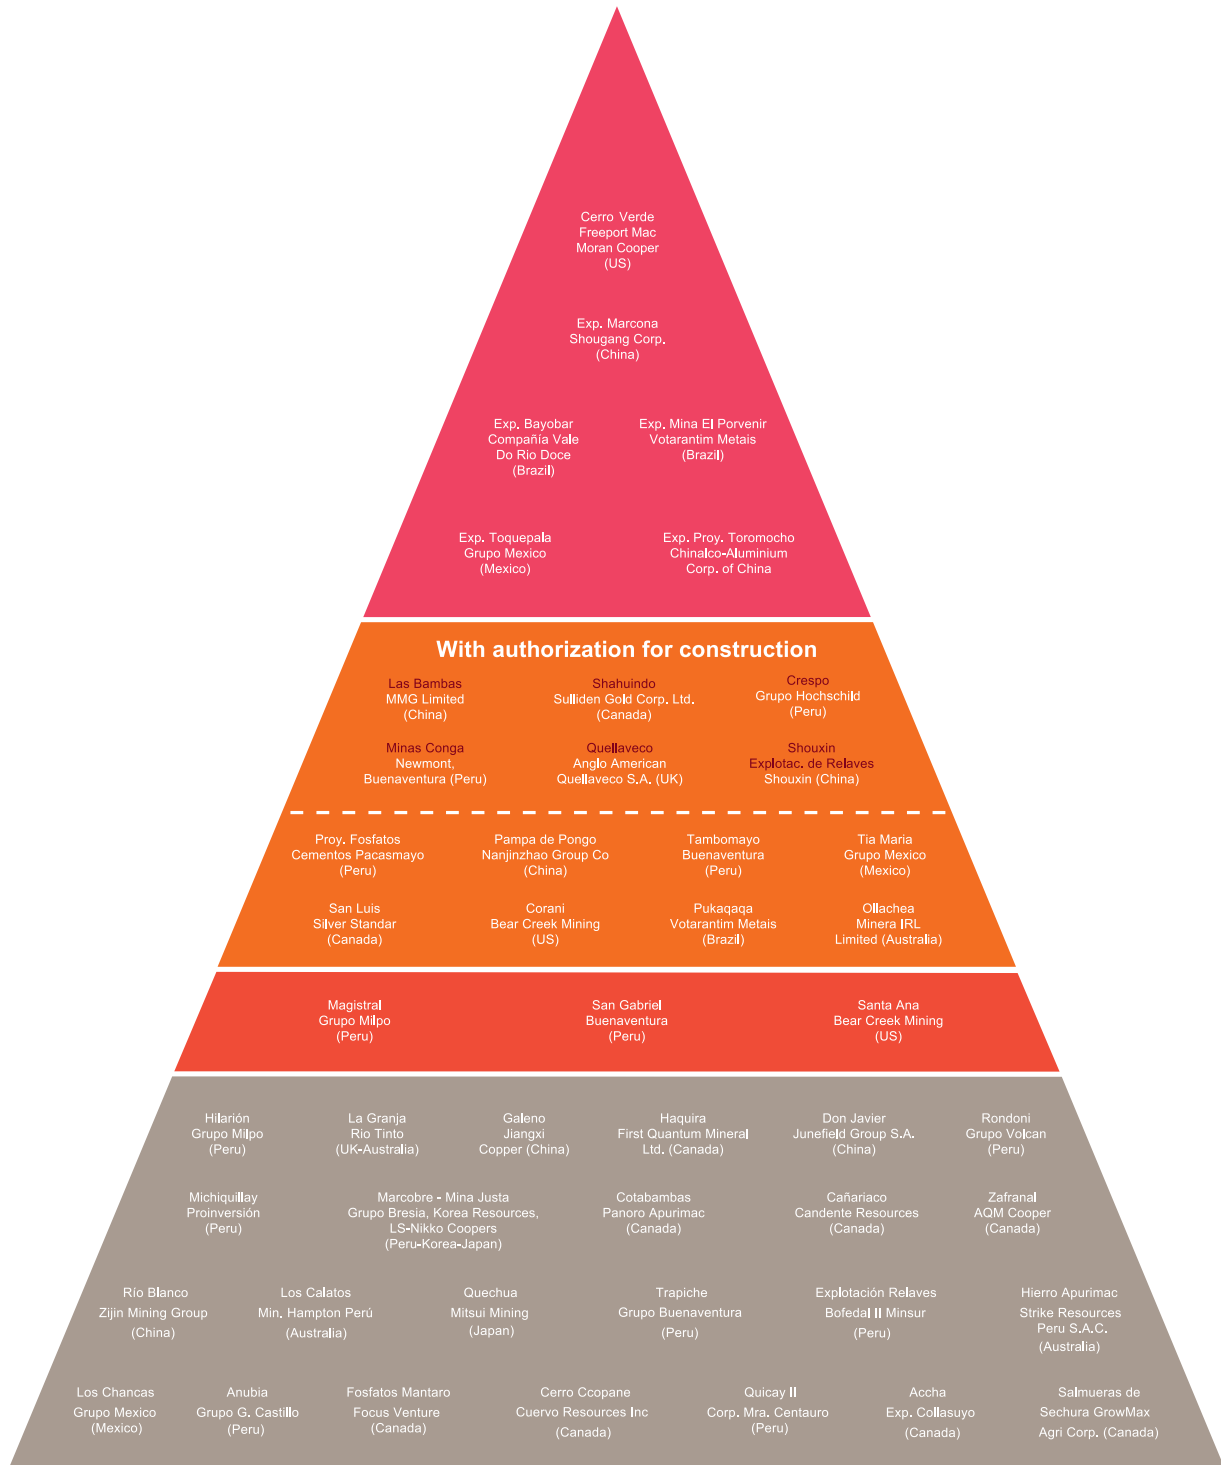 Cerro Verde
Freeport Mac
Moran Cooper
(US)
Exp. Marcona
Shougang Corp.
(China)
Exp. Bayobar
Compañía Vale
Do Rio Doce
(Brazil)
Exp. Mina El Porvenir
Votarantim Metais
(Brazil)
Exp. Toquepala
Grupo Mexico
(Mexico)
Exp. Proy. Toromocho
Chinalco-Aluminium
Corp. of China
With authorization for construction
Las Bambas
MMG Limited
(China)
Shahuindo
Sulliden Gold Corp. Ltd.
(Canada)
Crespo
Grupo Hochschild
(Peru)
Minas Conga
Newmont,
Buenaventura (Peru)
Quellaveco
Anglo American
Quellaveco S.A. (UK)
Shouxin
Explotac. de Relaves
Shouxin (China)
Proy. Fosfatos
Cementos Pacasmayo
(Peru)
Pampa de Pongo
Nanjinzhao Group Co
(China)
Tambomayo
Buenaventura
(Peru)
Tia Maria
Grupo Mexico
(Mexico)
San Luis
Silver Standar
(Canada)
Corani
Bear Creek Mining
(US)
Pukaqaqa
Votarantim Metais
(Brazil)
Ollachea
Minera IRL
Limited (Australia)
Magistral
Grupo Milpo
(Peru)
San Gabriel
Buenaventura
(Peru)
Santa Ana
Bear Creek Mining
(US)
Hilarión
Grupo Milpo
(Peru)
La Granja
Rio Tinto
(UK-Australia)
Galeno
Jiangxi
Copper (China)
Haquira
First Quantum Mineral
Ltd. (Canada)
Don Javier
Junefield Group S.A.
(China)
Rondoni
Grupo Volcan
(Peru)
Michiquillay
Proinversión
(Peru)
Marcobre - Mina Justa
Grupo Bresia, Korea Resources,
LS-Nikko Coopers
(Peru-Korea-Japan)
Cotabambas
Panoro Apurimac
(Canada)
Cañariaco
Candente Resources
(Canada)
Zafranal
AQM Cooper
(Canada)
Río Blanco
Zijin Mining Group
(China)
Los Calatos
Min. Hampton Perú
(Australia)
Quechua
Mitsui Mining
(Japan)
Trapiche
Grupo Buenaventura
(Peru)
Explotación Relaves
Bofedal II Minsur
(Peru)
Hierro Apurimac
Strike Resources
Peru S.A.C.
(Australia)
Los Chancas
Grupo Mexico
(Mexico)
Anubia
Grupo G. Castillo
(Peru)
Fosfatos Mantaro
Focus Venture
(Canada)
Cerro Ccopane
Cuervo Resources Inc
(Canada)
Quicay II
Corp. Mra. Centauro
(Peru)
Accha
Exp. Collasuyo
(Canada)
Salmueras de
Sechura GrowMax
Agri Corp. (Canada)